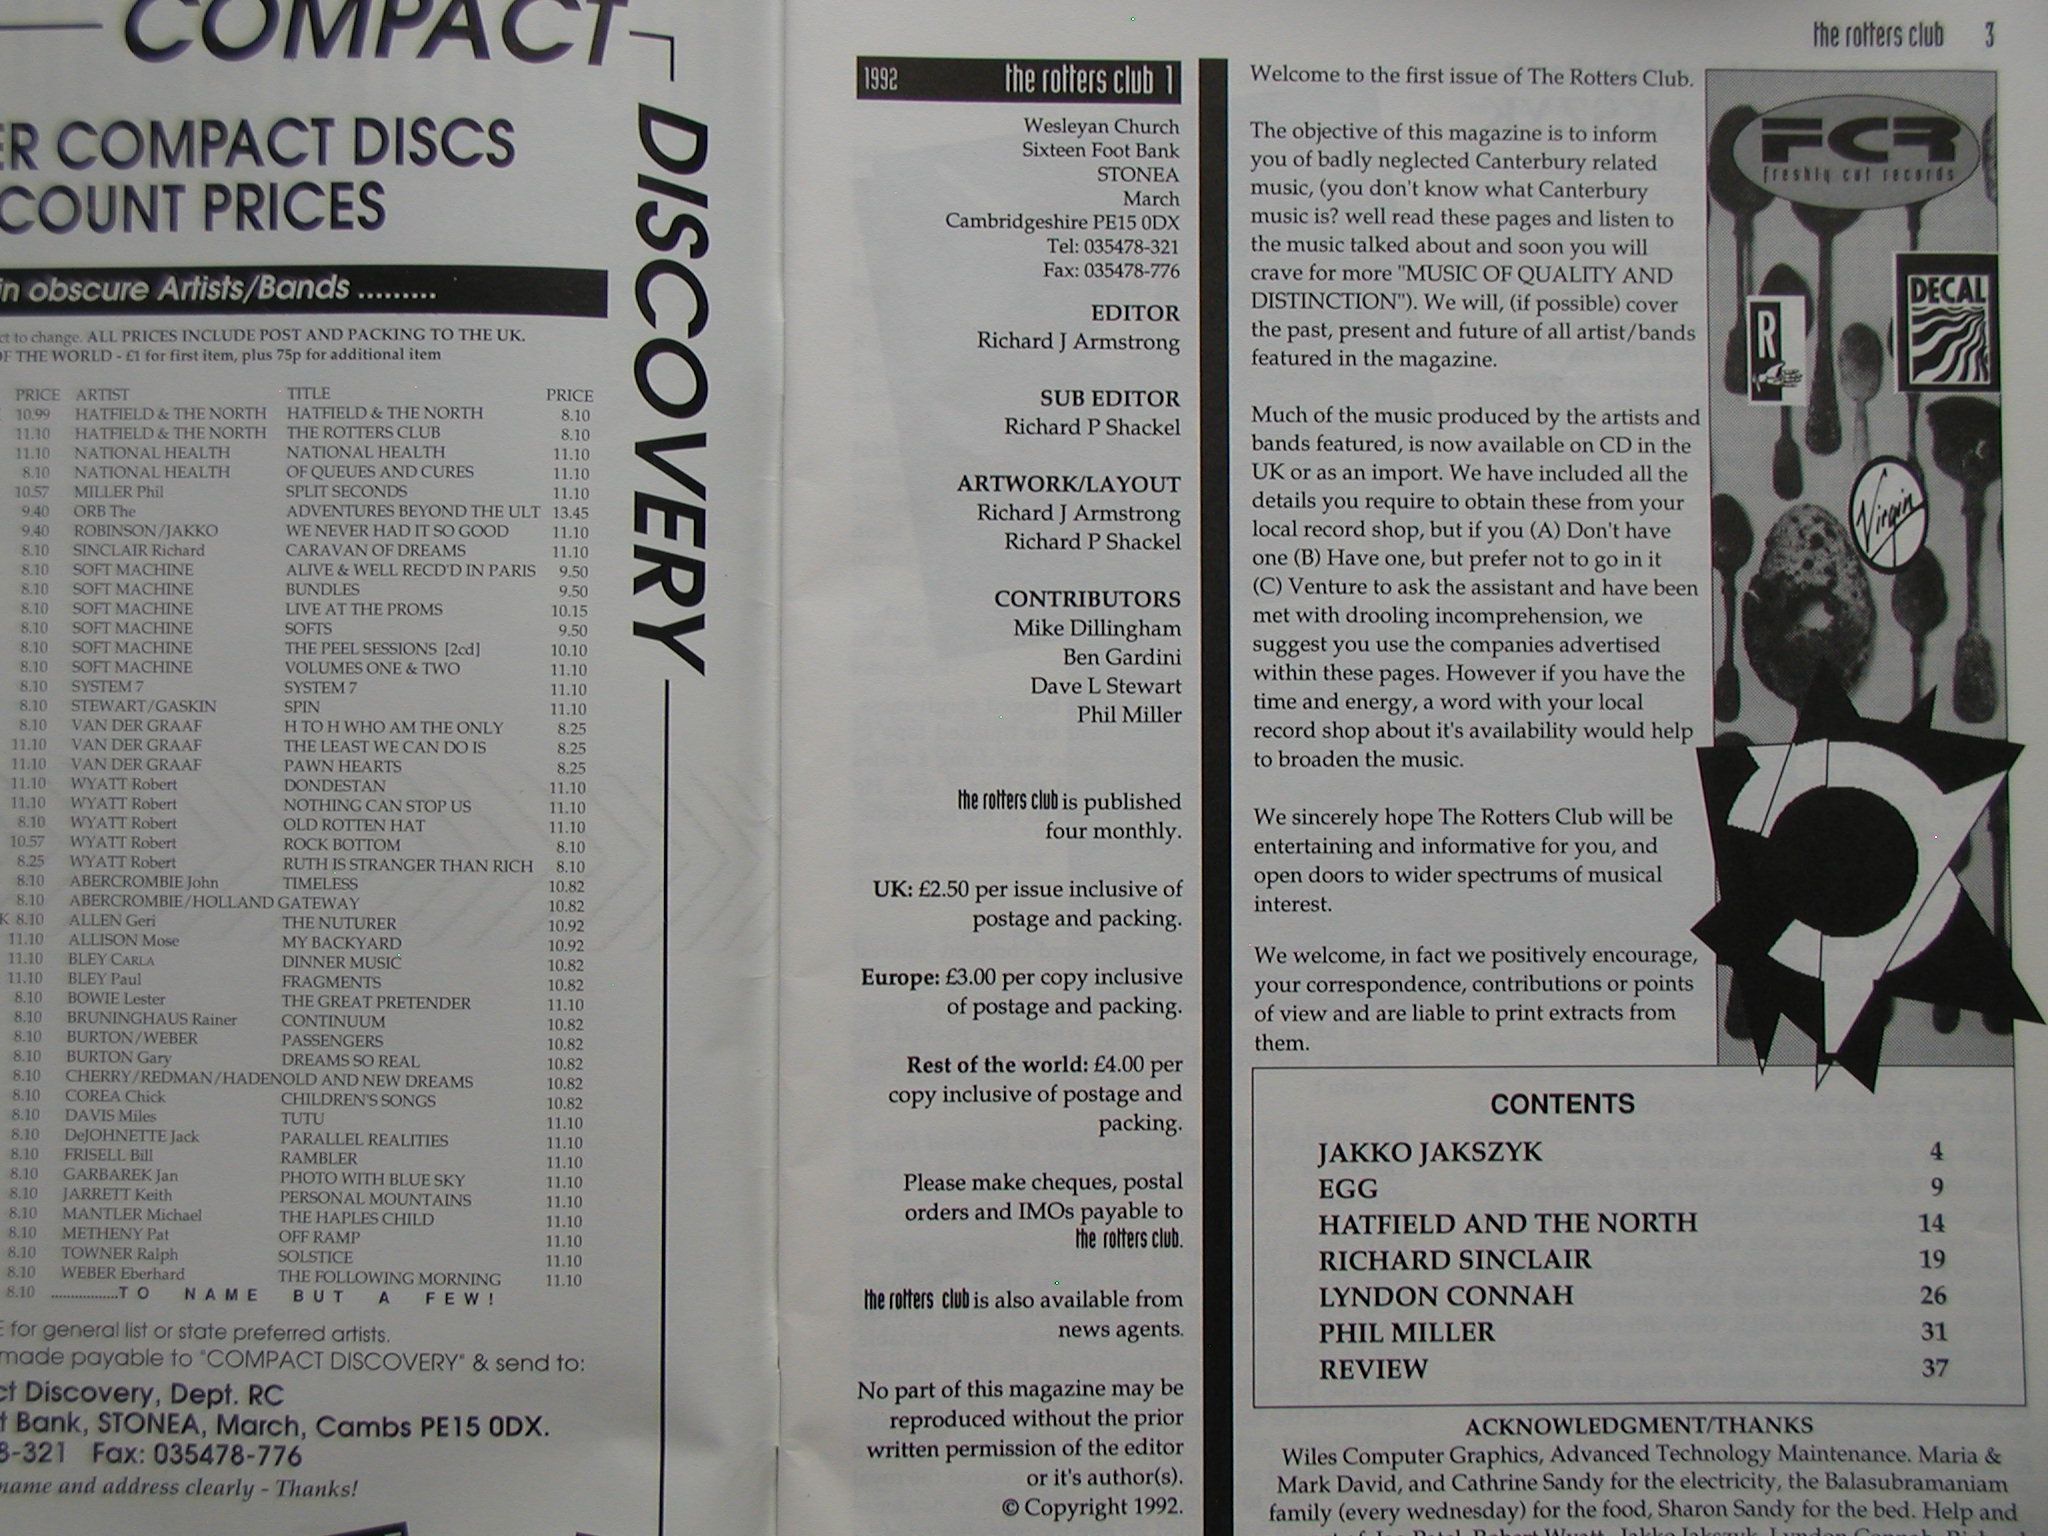 COMPACT
DISCOVERY
ER COMPACT DISCS
COUNT PRICES
in obscure Artists/Bands .........
ct to change. ALL PRICES INCLUDE POST AND PACKING TO THE UK.
OF THE WORLD - £1 for first item, plus 75p for additional item
PRICE ARTIST TITLE PRICE
10.99 HATFIELD & THE NORTH HATFIELD & THE NORTH 8.10
11.10 HATFIELD & THE NORTH THE ROTTERS CLUB 8.10
11.10 NATIONAL HEALTH NATIONAL HEALTH 11.10
8.10 NATIONAL HEALTH OF QUEUES AND CURES 11.10
10.57 MILLER Phil SPLIT SECONDS 11.10
9.40 ORB The ADVENTURES BEYOND THE ULT 13.45
9.40 ROBINSON/JAKKO WE NEVER HAD IT SO GOOD 11.10
8.10 SINCLAIR Richard CARAVAN OF DREAMS 11.10
8.10 SOFT MACHINE ALIVE & WELL RECD'D IN PARIS 9.50
8.10 SOFT MACHINE BUNDLES 9.50
8.10 SOFT MACHINE LIVE AT THE PROMS 10.15
8.10 SOFT MACHINE SOFTS 9.50
8.10 SOFT MACHINE THE PEEL SESSIONS [2cd] 10.10
8.10 SOFT MACHINE VOLUMES ONE & TWO 11.10
8.10 SYSTEM 7 SYSTEM 7 11.10
8.10 STEWART/GASKIN SPIN 11.10
8.10 VAN DER GRAAF H TO H WHO AM THE ONLY 8.25
11.10 VAN DER GRAAF THE LEAST WE CAN DO IS 8.25
11.10 VAN DER GRAAF PAWN HEARTS 8.25
11.10 WYATT Robert DONDESTAN 11.10
11.10 WYATT Robert NOTHING CAN STOP US 11.10
8.10 WYATT Robert OLD ROTTEN HAT 11.10
10.57 WYATT Robert ROCK BOTTOM 8.10
8.25 WYATT Robert RUTH IS STRANGER THAN RICH 8.10
8.10 ABERCROMBIE John TIMELESS 10.82
8.10 ABERCROMBIE/HOLLAND GATEWAY 10.82
K 8.10 ALLEN Geri THE NUTURER 10.92
11.10 ALLISON Mose MY BACKYARD 10.92
11.10 BLEY CARLA DINNER MUSIC 10.82
11.10 BLEY Paul FRAGMENTS 10.82
8.10 BOWIE Lester THE GREAT PRETENDER 11.10
8.10 BRUNINGHAUS Rainer CONTINUUM 10.82
8.10 BURTON/WEBER PASSENGERS 10.82
8.10 BURTON Gary DREAMS SO REAL 10.82
8.10 CHERRY/REDMAN/HADENOLD AND NEW DREAMS 10.82
8.10 COREA Chick CHILDREN'S SONGS 10.82
8.10 DAVIS Miles TUTU 11.10
8.10 DeJOHNETTE Jack PARALLEL REALITIES 11.10
8.10 FRISELL Bill RAMBLER 11.10
8.10 GARBAREK Jan PHOTO WITH BLUE SKY 11.10
8.10 JARRETT Keith PERSONAL MOUNTAINS 11.10
8.10 MANTLER Michael THE HAPLES CHILD 11.10
8.10 METHENY Pat OFF RAMP 11.10
8.10 TOWNER Ralph SOLSTICE 11.10
8.10 WEBER Eberhard THE FOLLOWING MORNING 11.10
8.10 ................TO NAME BUT A FEW!
E for general list or state preferred artists.
made payable to "COMPACT DISCOVERY" & send to:
ct Discovery, Dept. RC
t Bank, STONEA, March, Cambs PE15 0DX.
8-321 Fax: 035478-776
name and address clearly - Thanks!
1992 the rotters club 1
Wesleyan Church
Sixteen Foot Bank
STONEA
March
Cambridgeshire PE15 0DX
Tel: 035478-321
Fax: 035478-776
EDITOR
Richard J Armstrong
SUB EDITOR
Richard P Shackel
ARTWORK/LAYOUT
Richard J Armstrong
Richard P Shackel
CONTRIBUTORS
Mike Dillingham
Ben Gardini
Dave L Stewart
Phil Miller
the rotters club is published
four monthly.
UK: £2.50 per issue inclusive of
postage and packing.
Europe: £3.00 per copy inclusive
of postage and packing.
Rest of the world: £4.00 per
copy inclusive of postage and
packing.
Please make cheques, postal
orders and IMOs payable to
the rotters club.
the rotters club is also available from
news agents.
No part of this magazine may be
reproduced without the prior
written permission of the editor
or it's author(s).
© Copyright 1992.
the rotters club 3
Welcome to the first issue of The Rotters Club.
The objective of this magazine is to inform
you of badly neglected Canterbury related
music, (you don't know what Canterbury
music is? well read these pages and listen to
the music talked about and soon you will
crave for more "MUSIC OF QUALITY AND
DISTINCTION"). We will, (if possible) cover
the past, present and future of all artist/bands
featured in the magazine.
Much of the music produced by the artists and
bands featured, is now available on CD in the
UK or as an import. We have included all the
details you require to obtain these from your
local record shop, but if you (A) Don't have
one (B) Have one, but prefer not to go in it
(C) Venture to ask the assistant and have been
met with drooling incomprehension, we
suggest you use the companies advertised
within these pages. However if you have the
time and energy, a word with your local
record shop about it's availability would help
to broaden the music.
We sincerely hope The Rotters Club will be
entertaining and informative for you, and
open doors to wider spectrums of musical
interest.
We welcome, in fact we positively encourage,
your correspondence, contributions or points
of view and are liable to print extracts from
them.
FCR
freshly cut records
DECAL
R
Virgin
CONTENTS
JAKKO JAKSZYK 4
EGG 9
HATFIELD AND THE NORTH 14
RICHARD SINCLAIR 19
LYNDON CONNAH 26
PHIL MILLER 31
REVIEW 37
ACKNOWLEDGMENT/THANKS
Wiles Computer Graphics, Advanced Technology Maintenance. Maria &
Mark David, and Cathrine Sandy for the electricity, the Balasubramaniam
family (every wednesday) for the food, Sharon Sandy for the bed. Help and